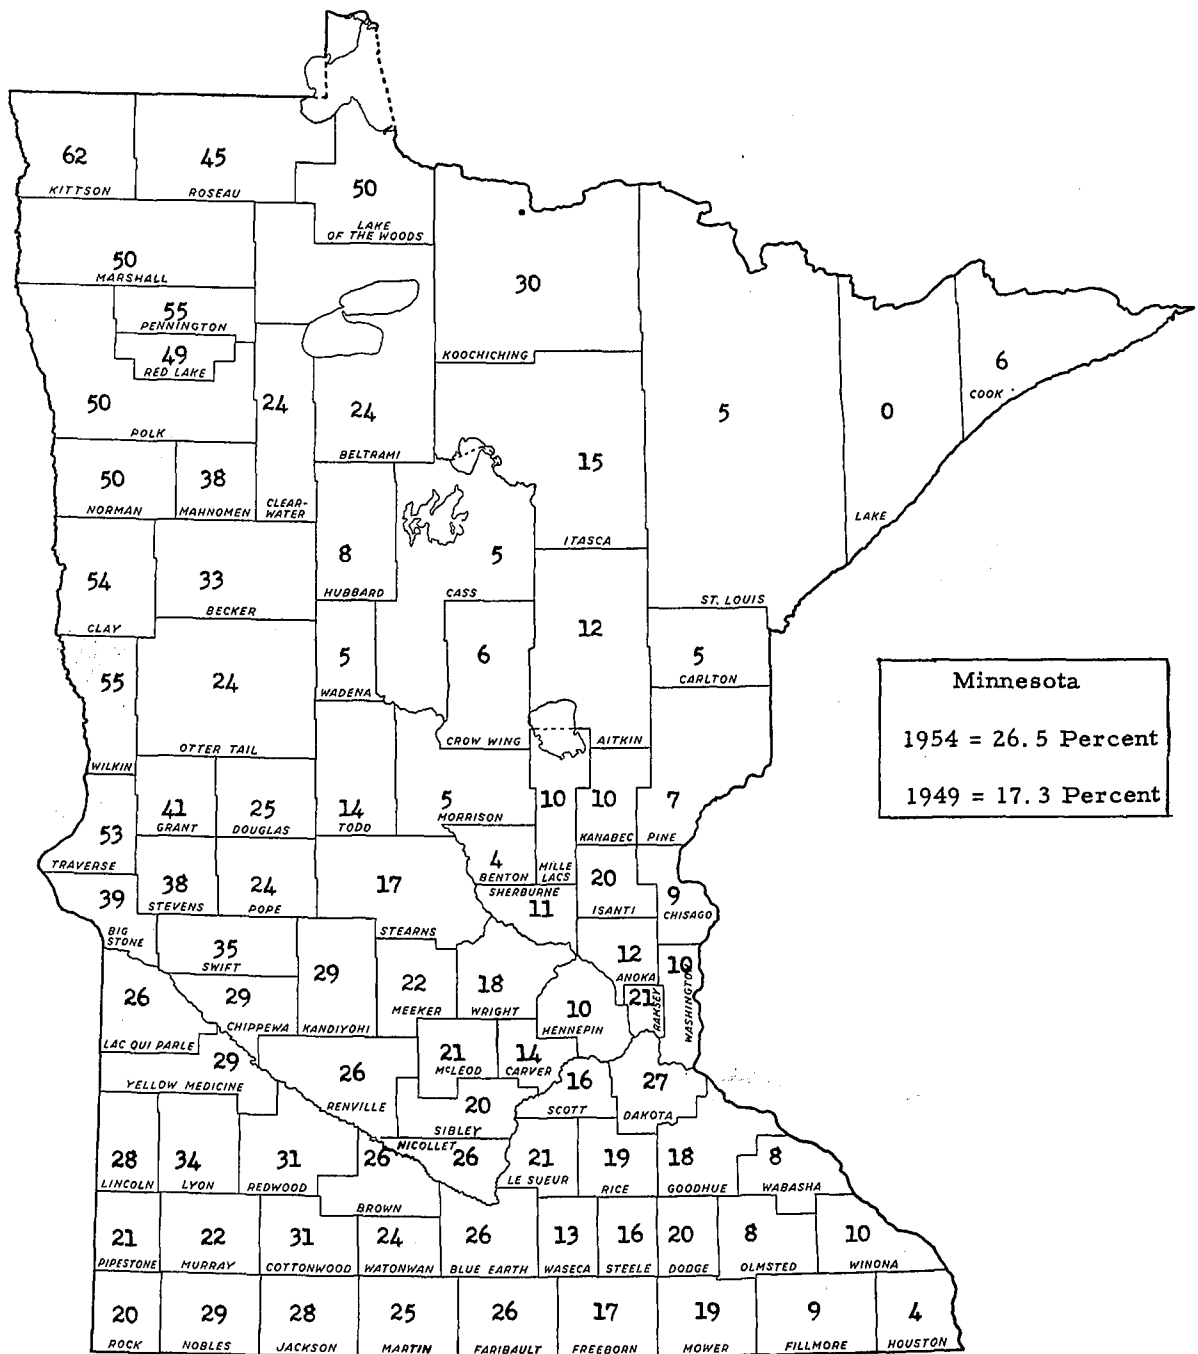 62
KITTSON
45
ROSEAU
50
LAKE
OF THE WOODS
50
MARSHALL
30
KOOCHICHING
55
PENNINGTON
49
RED LAKE
50
POLK
24
CLEAR-
WATER
24
BELTRAMI
5
ST. LOUIS
0
LAKE
6
COOK
15
ITASCA
50
NORMAN
38
MAHNOMEN
8
HUBBARD
5
CASS
54
CLAY
33
BECKER
12
AITKIN
55
WILKIN
24
OTTER TAIL
5
WADENA
6
CROW WING
5
CARLTON
Minnesota
1954 = 26.5 Percent
1949 = 17.3 Percent
53
TRAVERSE
41
GRANT
25
DOUGLAS
14
TODD
5
MORRISON
10
MILLE
LACS
10
KANABEC
7
PINE
39
BIG
STONE
38
STEVENS
24
POPE
17
STEARNS
4
BENTON
SHERBURNE
11
20
ISANTI
9
CHISAGO
35
SWIFT
29
KANDIYOHI
22
MEEKER
18
WRIGHT
12
ANOKA
10
WASHINGTON
21
RAMSEY
26
LAC QUI PARLE
29
CHIPPEWA
10
HENNEPIN
29
YELLOW MEDICINE
26
RENVILLE
21
MCLEOD
14
CARVER
16
SCOTT
27
DAKOTA
20
SIBLEY
28
LINCOLN
34
LYON
31
REDWOOD
26
BROWN
NICOLLET
26
21
LE SUEUR
19
RICE
18
GOODHUE
8
WABASHA
21
PIPESTONE
22
MURRAY
31
COTTONWOOD
24
WATONWAN
26
BLUE EARTH
13
WASECA
16
STEELE
20
DODGE
8
OLMSTED
10
WINONA
20
ROCK
29
NOBLES
28
JACKSON
25
MARTIN
26
FARIBAULT
17
FREEBORN
19
MOWER
9
FILLMORE
4
HOUSTON